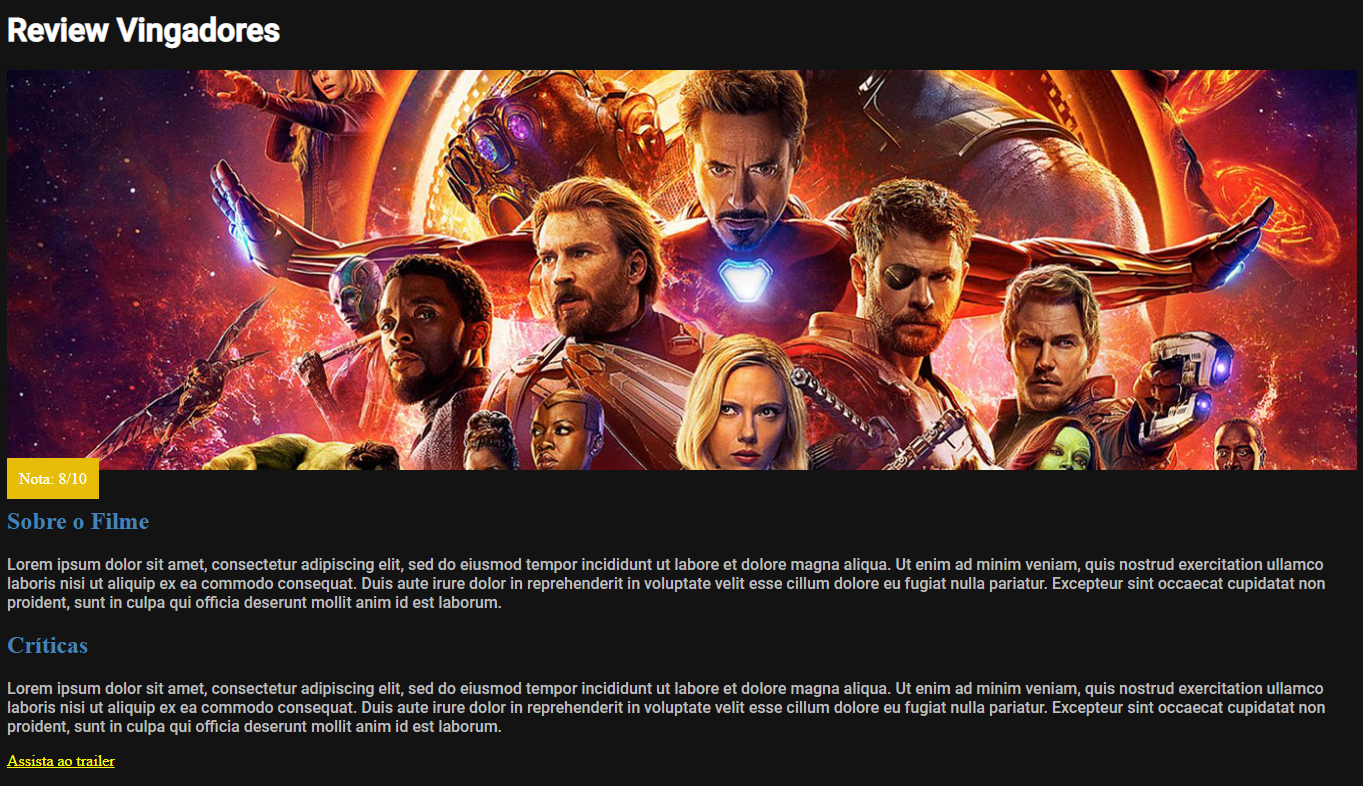 Review Vingadores
Nota: 8/10
Sobre o Filme
Lorem ipsum dolor sit amet, consectetur adipiscing elit, sed do eiusmod tempor incididunt ut labore et dolore magna aliqua. Ut enim ad minim veniam, quis nostrud exercitation ullamco
laboris nisi ut aliquip ex ea commodo consequat. Duis aute irure dolor in reprehenderit in voluptate velit esse cillum dolore eu fugiat nulla pariatur. Excepteur sint occaecat cupidatat non
proident, sunt in culpa qui officia deserunt mollit anim id est laborum.
Críticas
Lorem ipsum dolor sit amet, consectetur adipiscing elit, sed do eiusmod tempor incididunt ut labore et dolore magna aliqua. Ut enim ad minim veniam, quis nostrud exercitation ullamco
laboris nisi ut aliquip ex ea commodo consequat. Duis aute irure dolor in reprehenderit in voluptate velit esse cillum dolore eu fugiat nulla pariatur. Excepteur sint occaecat cupidatat non
proident, sunt in culpa qui officia deserunt mollit anim id est laborum.
Assista ao trailer